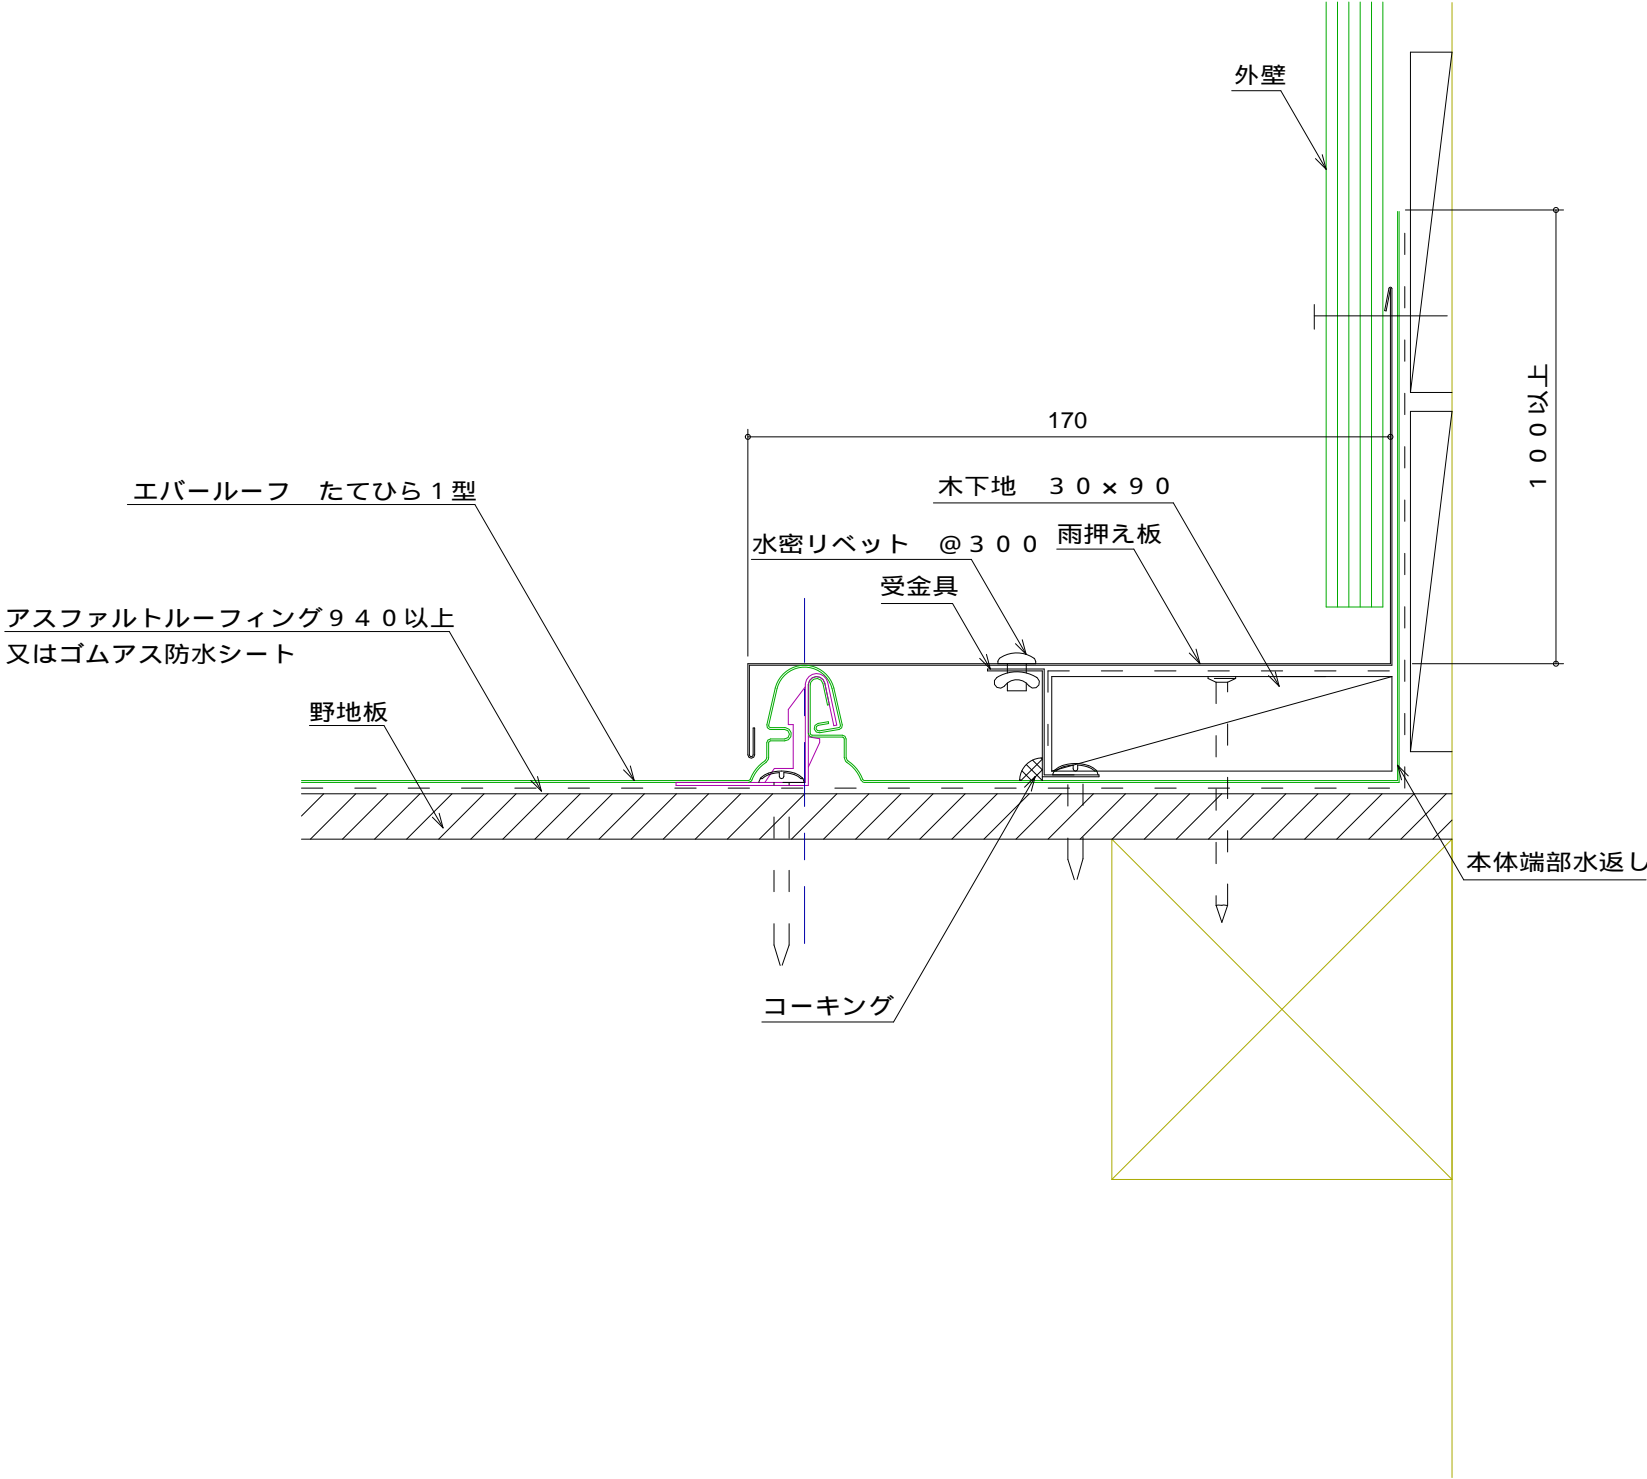 外壁
100以上
170
エバールーフ　たてひら１型
木下地　３０×９０
水密リベット　＠３００
雨押え板
受金具
アスファルトルーフィング９４０以上
又はゴムアス防水シート
野地板
本体端部水返し
コーキング